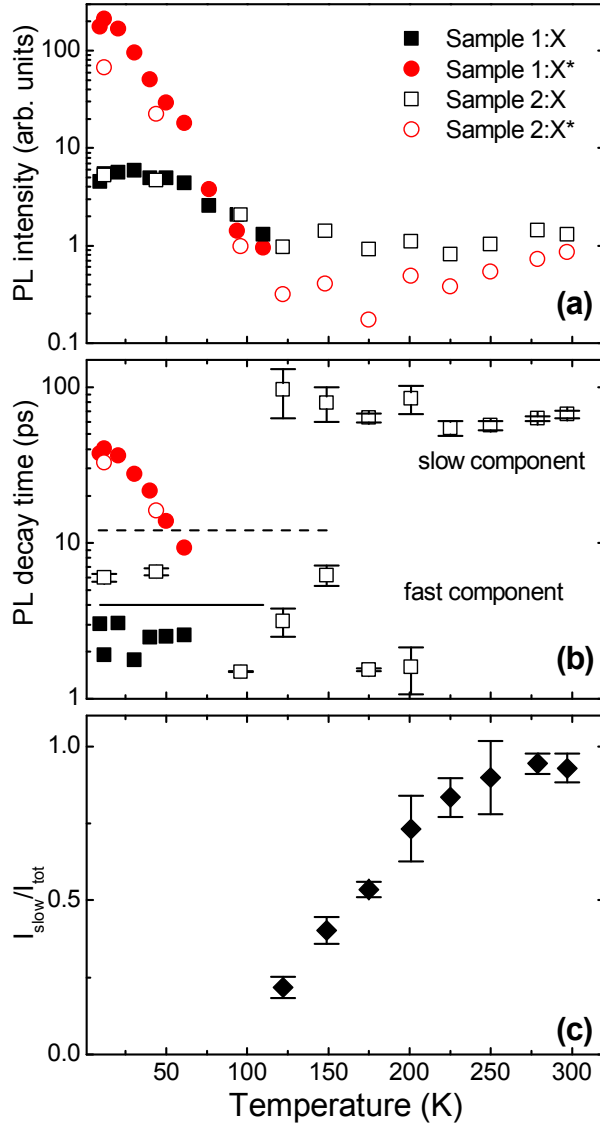 100
10
1
0.1
PL intensity (arb. units)
Sample 1:X
Sample 1:X*
Sample 2:X
Sample 2:X*
(a)
100
10
1
PL decay time (ps)
slow component
fast component
(b)
1.0
0.5
0.0
I_slow/I_tot
(c)
50 100 150 200 250 300
Temperature (K)